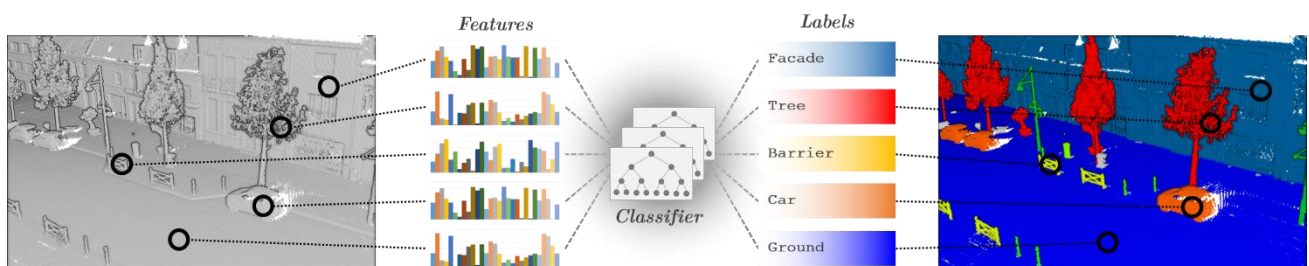 Features
Labels
Facade
Tree
Barrier
Car
Ground
Classifier